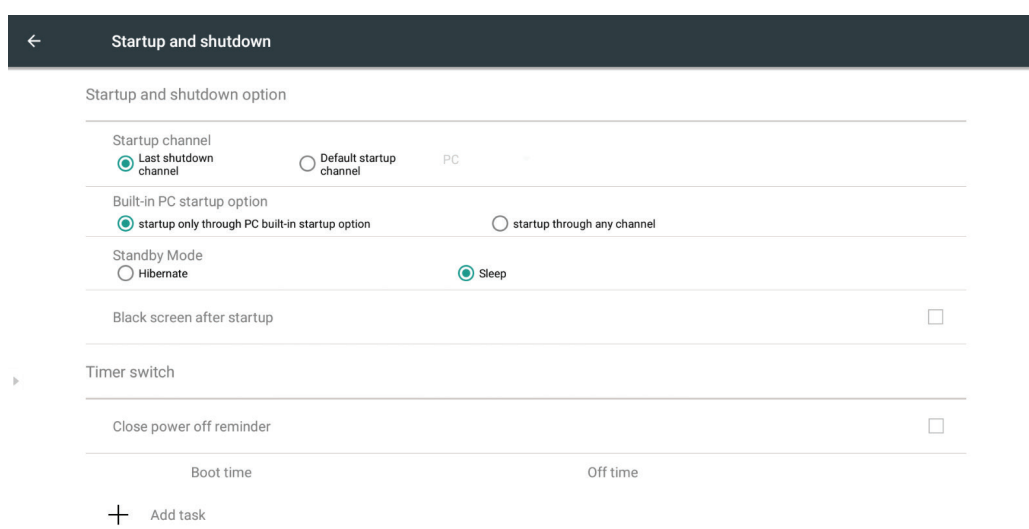 Startup and shutdown
Startup and shutdown option
Startup channel
Last shutdown
channel
Default startup
channel
PC
Built-in PC startup option
startup only through PC built-in startup option
startup through any channel
Standby Mode
Hibernate
Sleep
Black screen after startup
Timer switch
Close power off reminder
Boot time
Off time
Add task